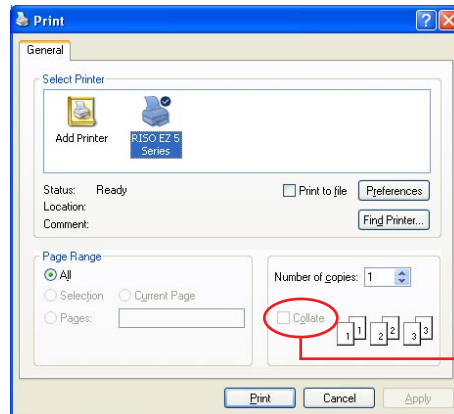 Print
General
Select Printer
Add Printer
RISO EZ 5
Series
Status: Ready
Location:
Comment:
Print to file
Preferences
Find Printer...
Page Range
All
Selection
Current Page
Pages:
Number of copies: 1
Collate
1 1 2 2 3 3
Print
Cancel
Apply